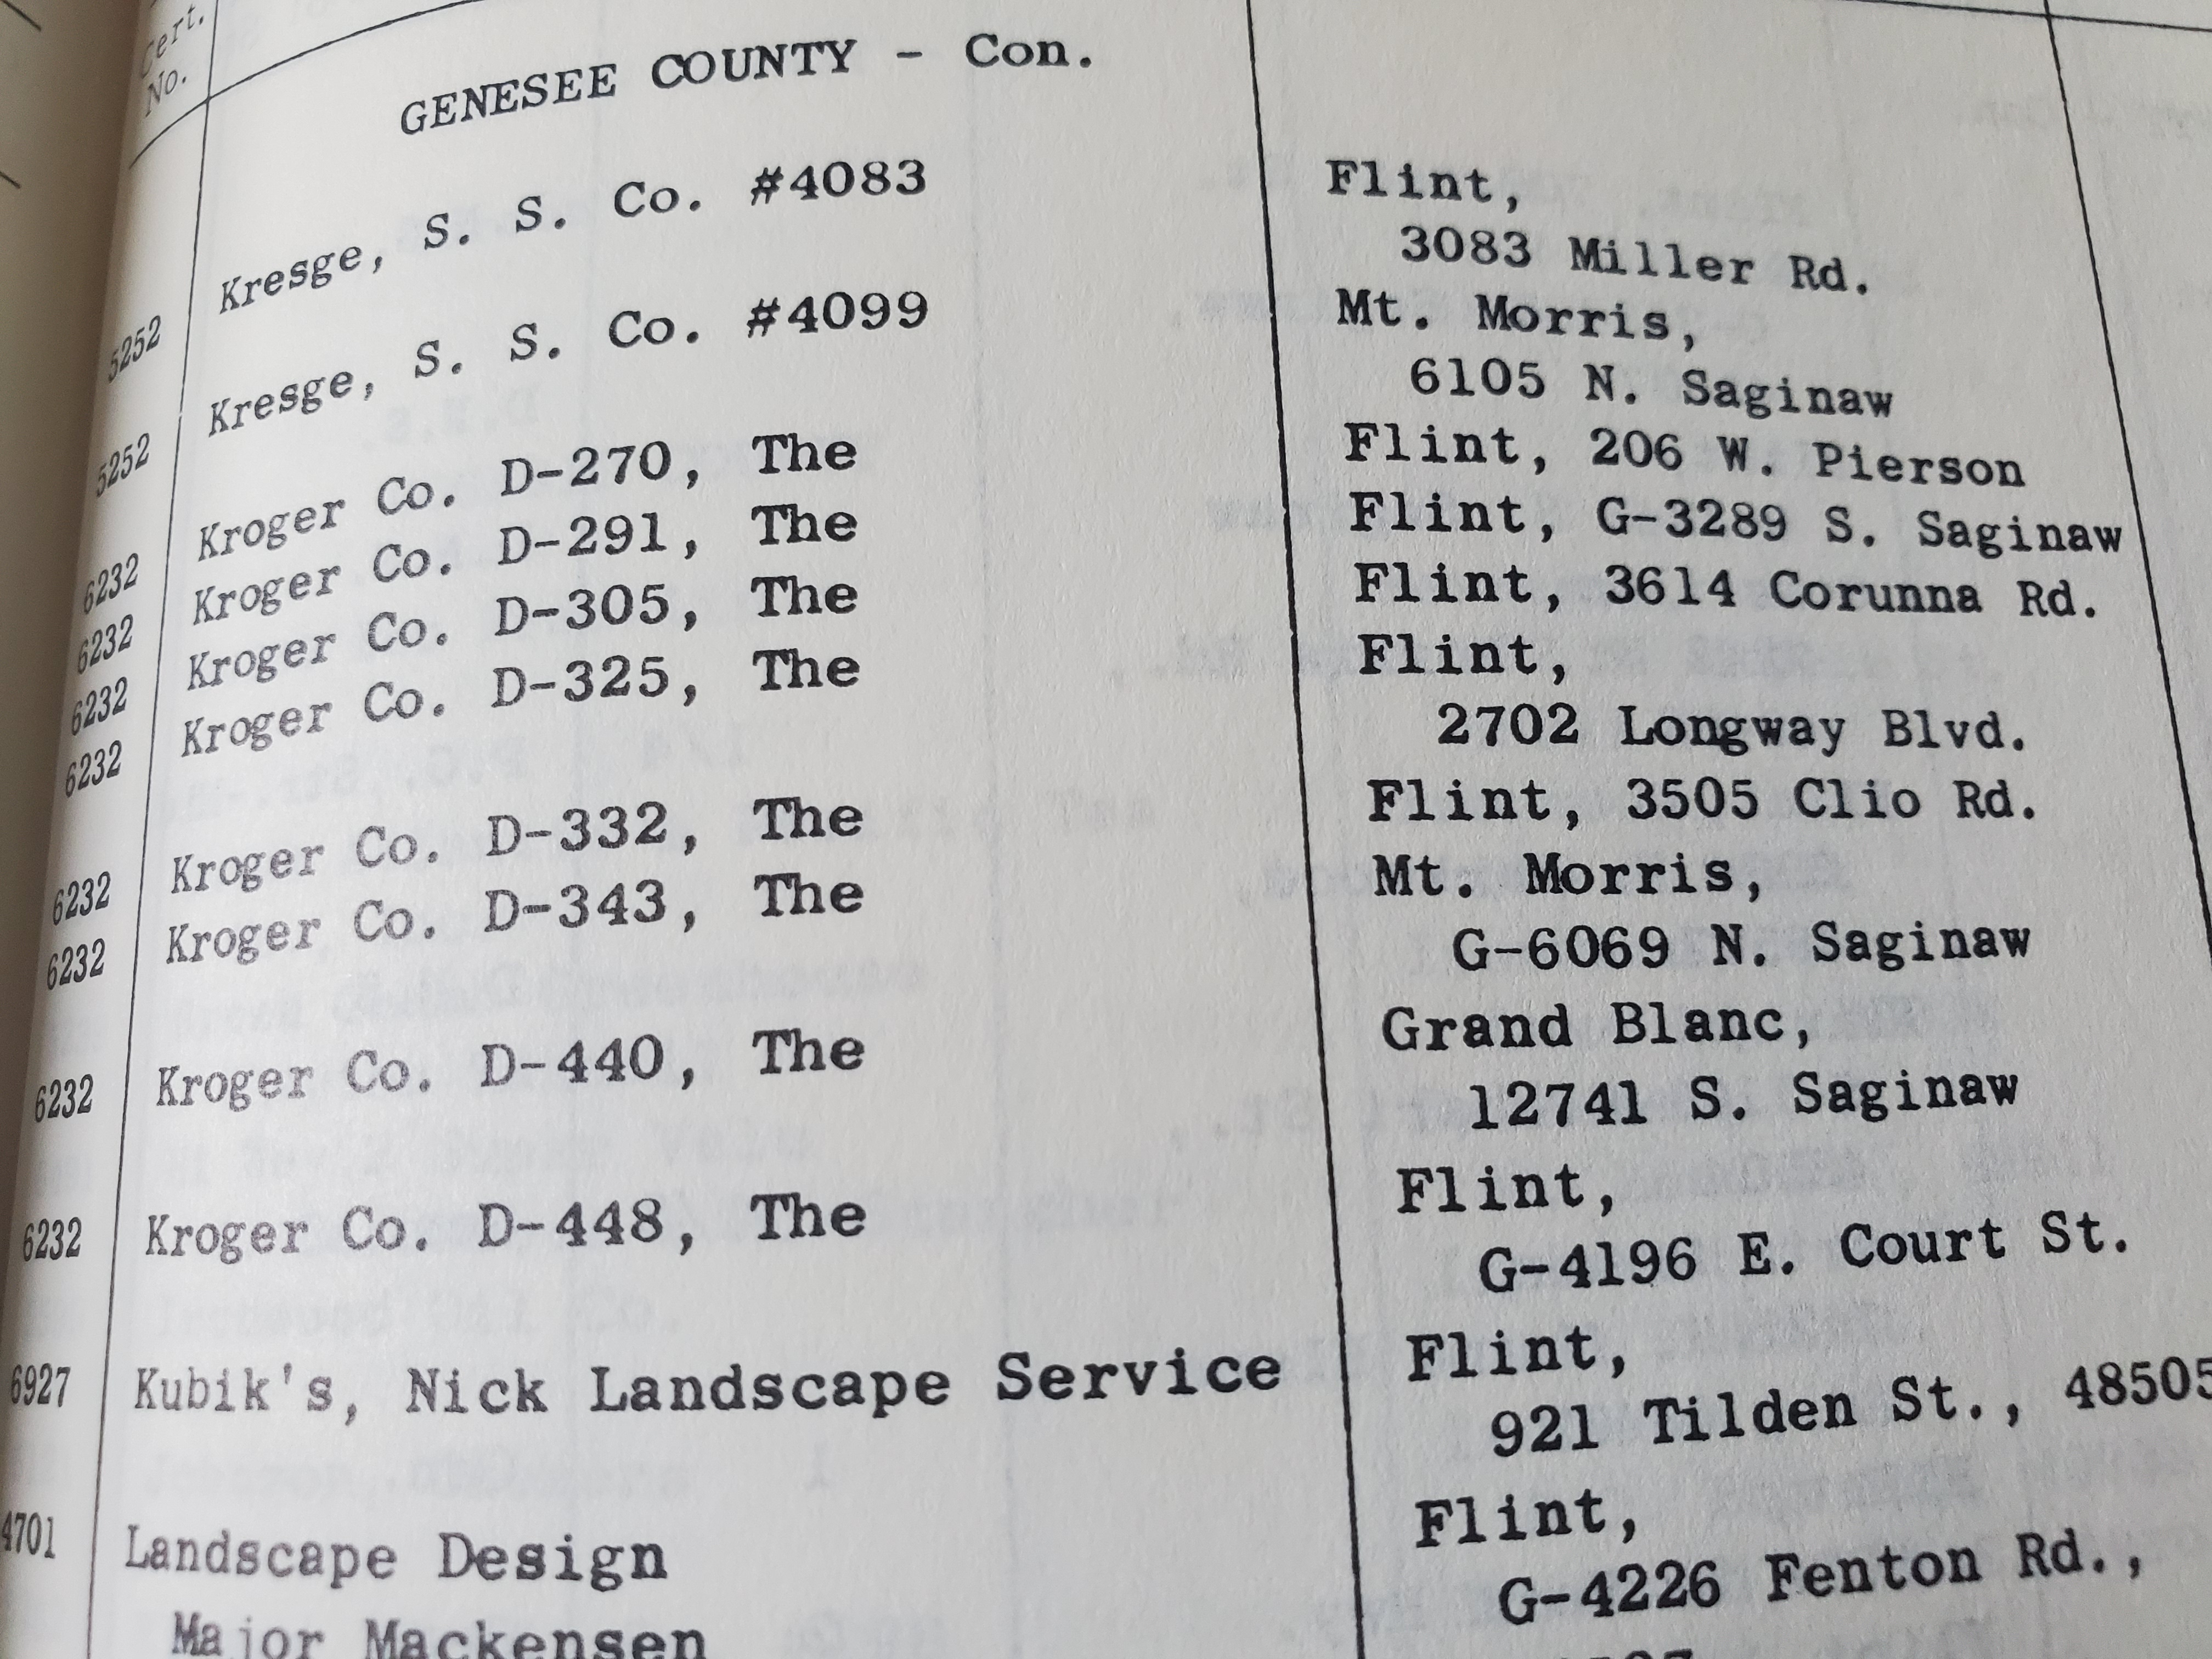 Cert.
No.
GENESEE COUNTY - Con.
5252 Kresge, S. S. Co. #4083 Flint,
3083 Miller Rd.
5252 Kresge, S. S. Co. #4099 Mt. Morris,
6105 N. Saginaw
6232 Kroger Co. D-270, The Flint, 206 W. Pierson
6232 Kroger Co. D-291, The Flint, G-3289 S. Saginaw
6232 Kroger Co. D-305, The Flint, 3614 Corunna Rd.
6232 Kroger Co. D-325, The Flint,
2702 Longway Blvd.
6232 Kroger Co. D-332, The Flint, 3505 Clio Rd.
6232 Kroger Co. D-343, The Mt. Morris,
G-6069 N. Saginaw
6232 Kroger Co. D-440, The Grand Blanc,
12741 S. Saginaw
6232 Kroger Co. D-448, The Flint,
G-4196 E. Court St.
6927 Kubik's, Nick Landscape Service Flint,
921 Tilden St., 48505
4701 Landscape Design Flint,
Major Mackensen G-4226 Fenton Rd.,